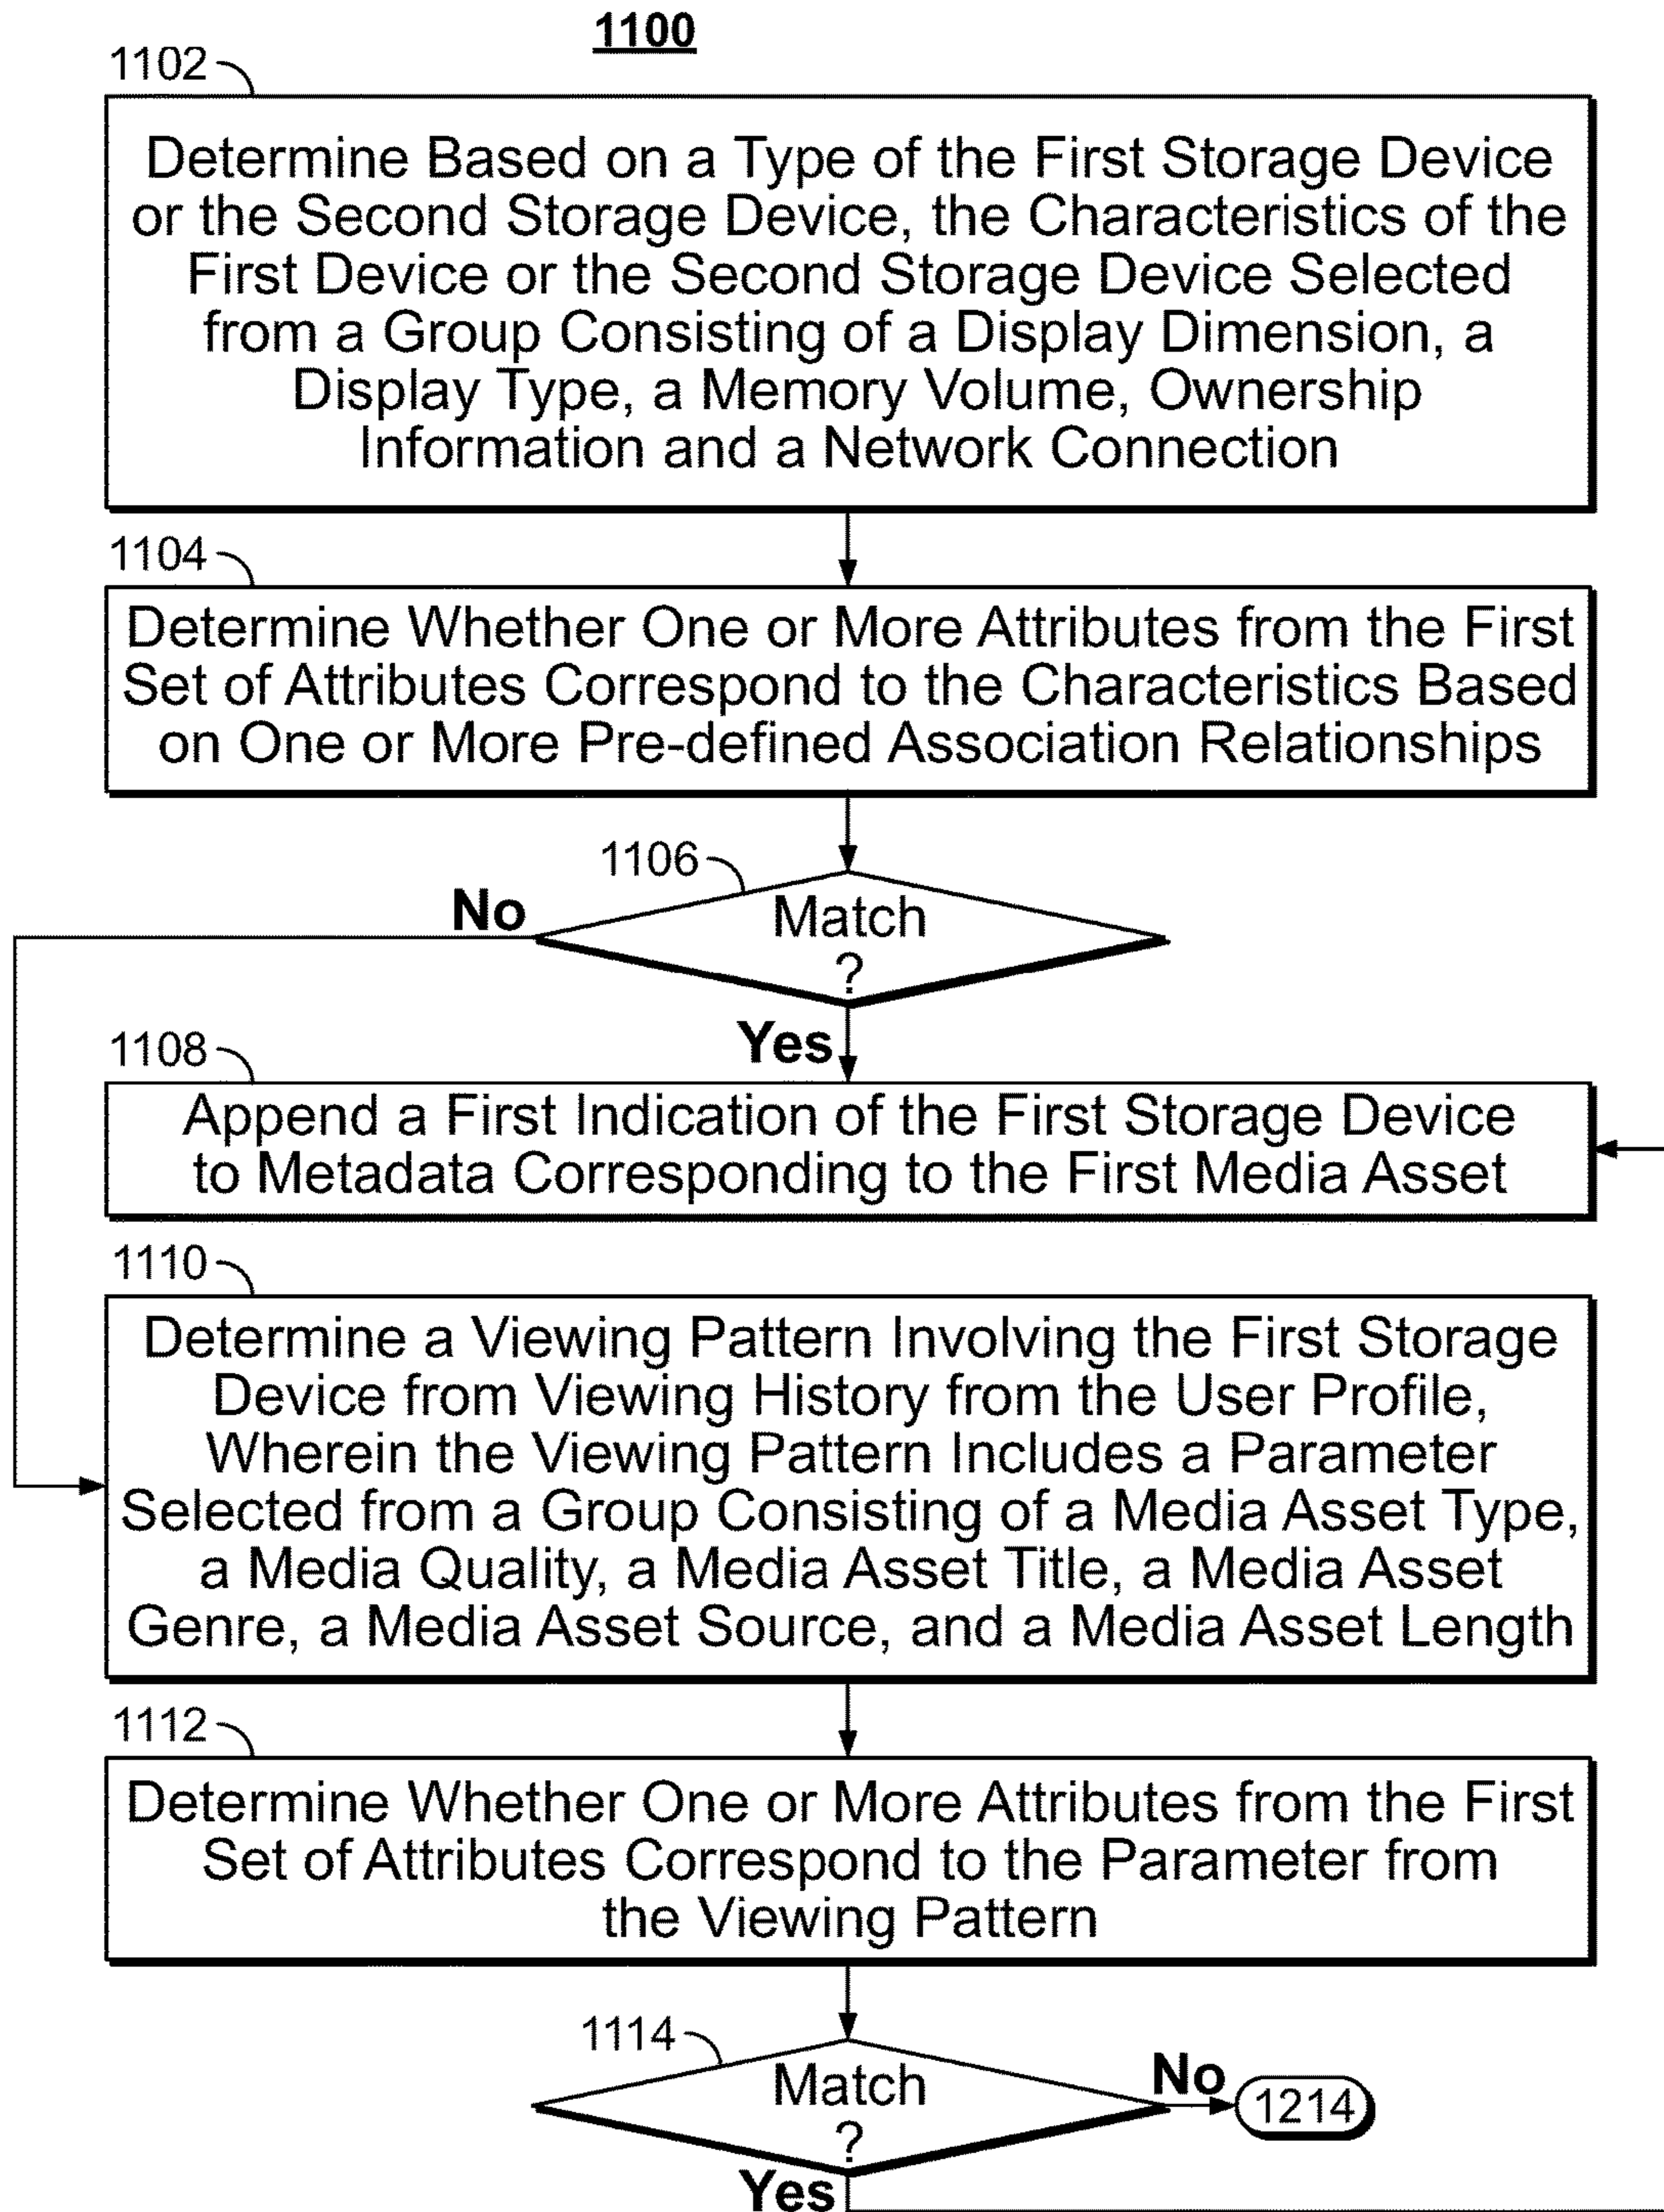 1100
1102
Determine Based on a Type of the First Storage Device
or the Second Storage Device, the Characteristics of the
First Device or the Second Storage Device Selected
from a Group Consisting of a Display Dimension, a
Display Type, a Memory Volume, Ownership
Information and a Network Connection
1104
Determine Whether One or More Attributes from the First
Set of Attributes Correspond to the Characteristics Based
on One or More Pre-defined Association Relationships
1106
No
Match
?
Yes
1108
Append a First Indication of the First Storage Device
to Metadata Corresponding to the First Media Asset
1110
Determine a Viewing Pattern Involving the First Storage
Device from Viewing History from the User Profile,
Wherein the Viewing Pattern Includes a Parameter
Selected from a Group Consisting of a Media Asset Type,
a Media Quality, a Media Asset Title, a Media Asset
Genre, a Media Asset Source, and a Media Asset Length
1112
Determine Whether One or More Attributes from the First
Set of Attributes Correspond to the Parameter from
the Viewing Pattern
1114
Match
?
No
1214
Yes